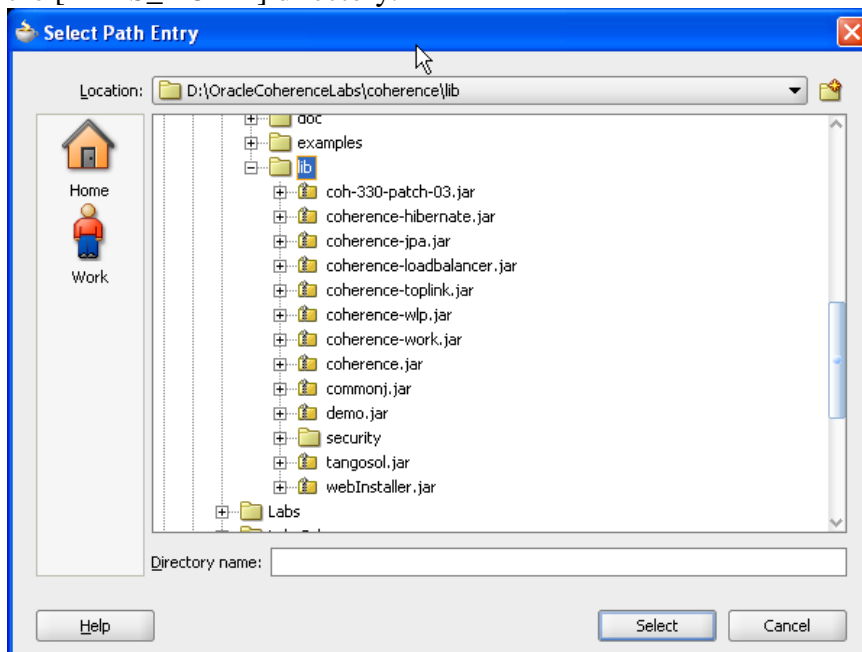 Select Path Entry
Location: D:\OracleCoherenceLabs\coherence\lib
doc
examples
lib
Home
coh-330-patch-03.jar
coherence-hibernate.jar
coherence-jpa.jar
Work
coherence-loadbalancer.jar
coherence-toplink.jar
coherence-wlp.jar
coherence-work.jar
coherence.jar
commonj.jar
demo.jar
security
tangosol.jar
webInstaller.jar
Labs
Directory name:
Help Select Cancel